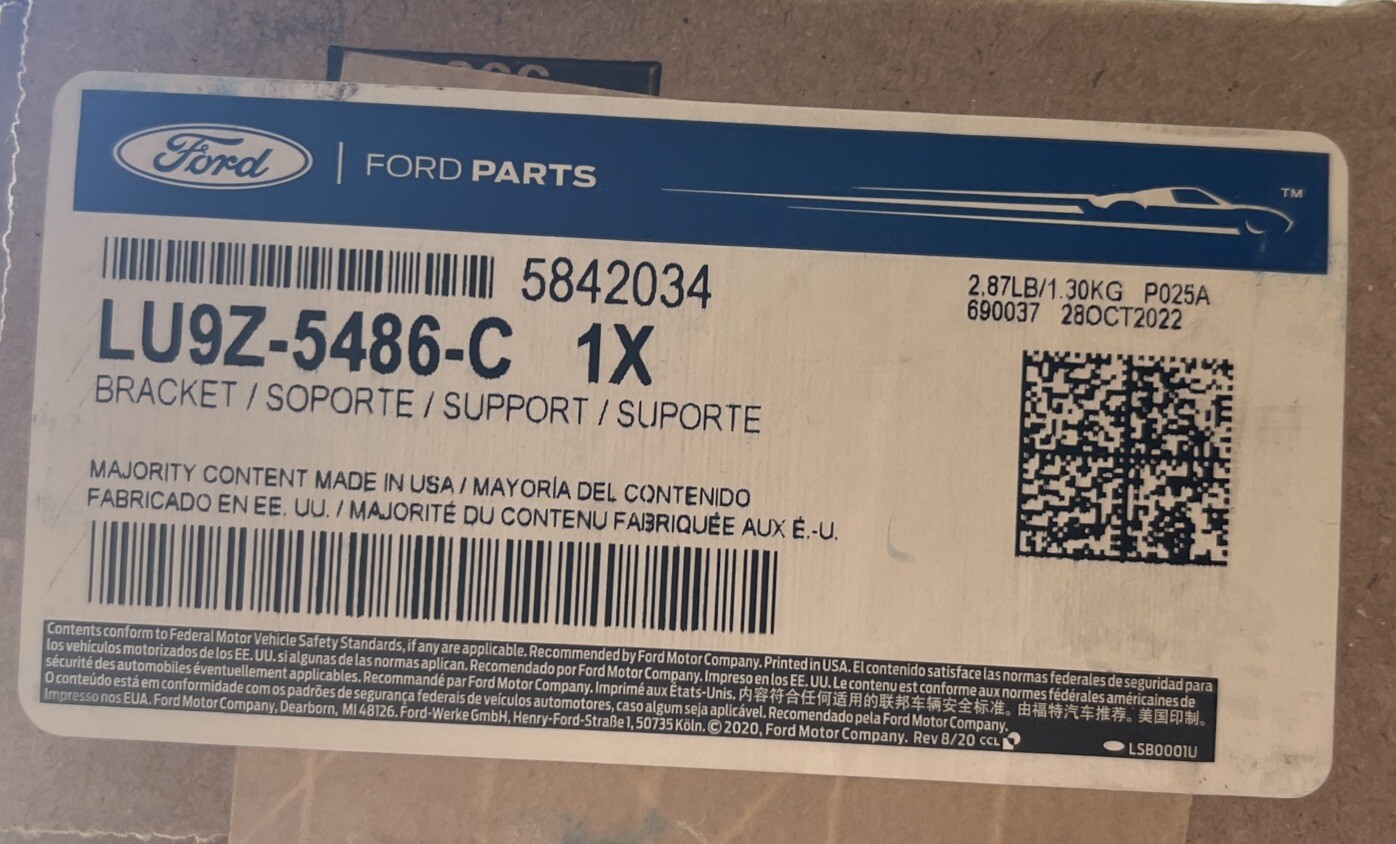 Ford | FORD PARTS
TM
5842034
2.87LB/1.30KG P025A
690037 28OCT2022
LU9Z-5486-C 1X
BRACKET / SOPORTE / SUPPORT / SUPORTE
MAJORITY CONTENT MADE IN USA / MAYORÍA DEL CONTENIDO
FABRICADO EN EE. UU. / MAJORITÉ DU CONTENU FABRIQUÉE AUX É.-U.
Contents conform to Federal Motor Vehicle Safety Standards, if any are applicable. Recommended by Ford Motor Company. Printed in USA. El contenido satisface las normas federales de seguridad para
los vehículos motorizados de los EE. UU. si algunas de las normas aplican. Recomendado por Ford Motor Company. Impreso en los EE. UU. Le contenu est conforme aux normes fédérales américaines de
sécurité des automobiles éventuellement applicables. Recommandé par Ford Motor Company. Imprimé aux États-Unis. 内容符合任何适用的联邦车辆安全标准。由福特汽车推荐。美国印制。
O conteúdo está em conformidade com os padrões de segurança federais de veículos automotores, caso algum seja aplicável. Recomendado pela Ford Motor Company.
Impresso nos EUA. Ford Motor Company, Dearborn, MI 48126. Ford-Werke GmbH, Henry-Ford-Straße 1, 50735 Köln. © 2020, Ford Motor Company. Rev 8/20 CCL
LSB0001U